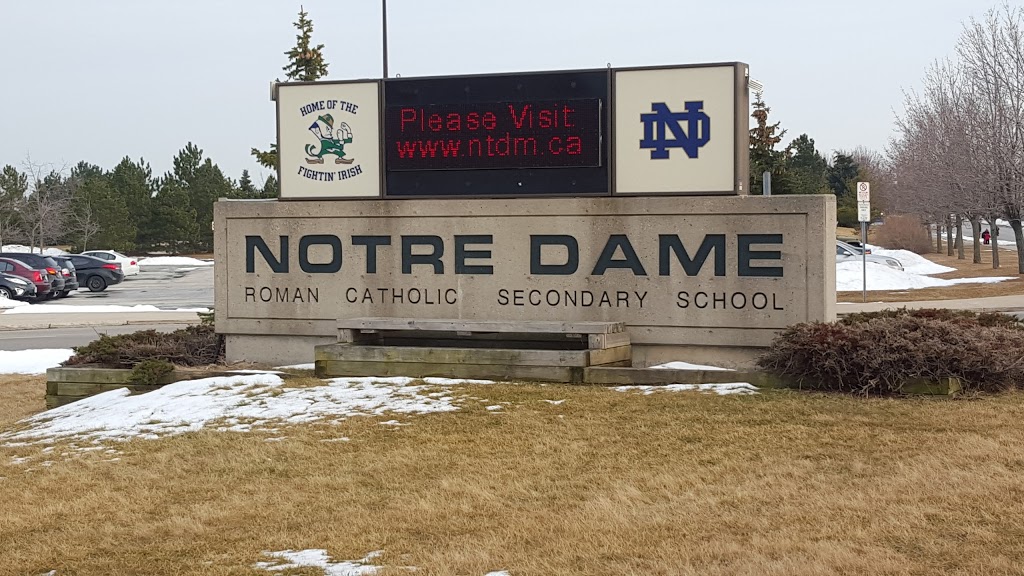 HOME OF THE
FIGHTIN' IRISH
Please Visit
www.ntdm.ca
ND
NOTRE DAME
ROMAN CATHOLIC SECONDARY SCHOOL